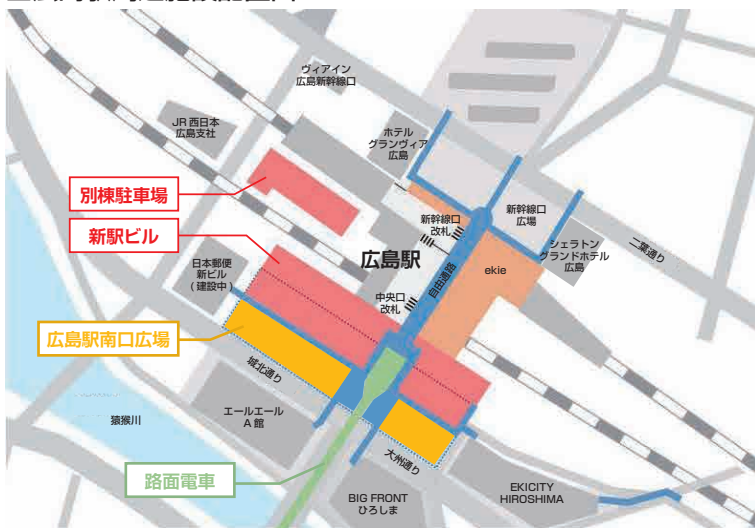 ヴィアイン
広島新幹線口
JR 西日本
広島支社
ホテル
グランヴィア
広島
別棟駐車場
新幹線口
改札
新幹線口
広場
二葉通り
新駅ビル
シェラトン
グランドホテル
広島
日本郵便
新ビル
(建設中)
広島駅
ekie
自由通路
中央口
改札
広島駅南口広場
城北通り
エールエール
A 館
猿猴川
大州通り
路面電車
BIG FRONT
ひろしま
EKICITY
HIROSHIMA